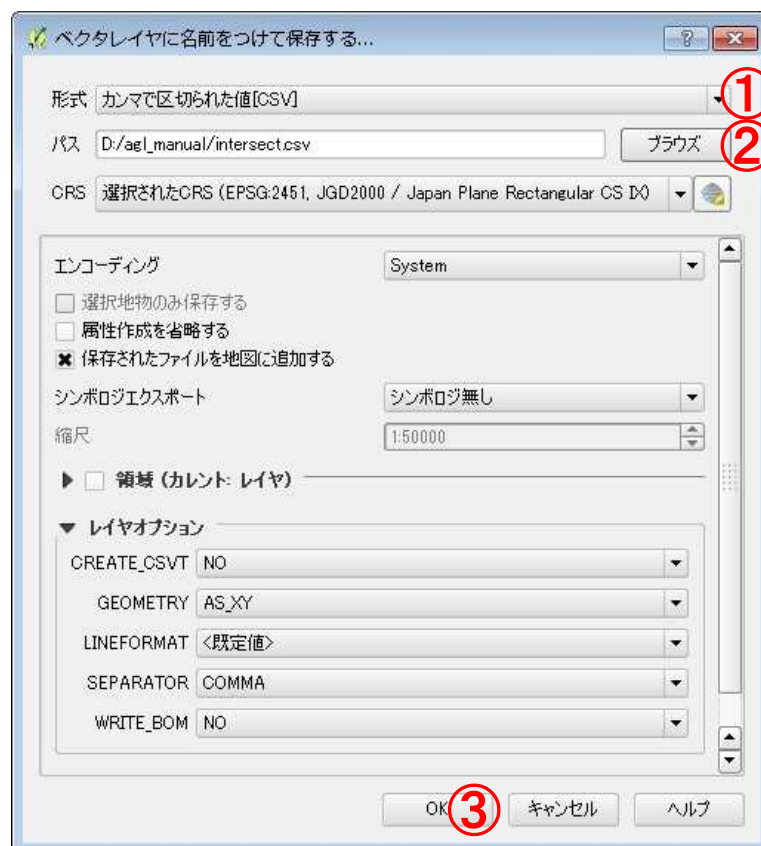 ベクタレイヤに名前をつけて保存する...
形式 カンマで区切られた値[CSV] ①
パス D:/agl_manual/intersect.csv ブラウズ ②
CRS 選択されたCRS (EPSG:2451, JGD2000 / Japan Plane Rectangular CS IX)
エンコーディング System
選択地物のみ保存する
属性作成を省略する
保存されたファイルを地図に追加する
シンボロジエクスポート シンボロジ無し
縮尺 1:50000
領域 (カレント: レイヤ)
レイヤオプション
CREATE_CSVT NO
GEOMETRY AS_XY
LINEFORMAT <既定値>
SEPARATOR COMMA
WRITE_BOM NO
OK ③ キャンセル ヘルプ